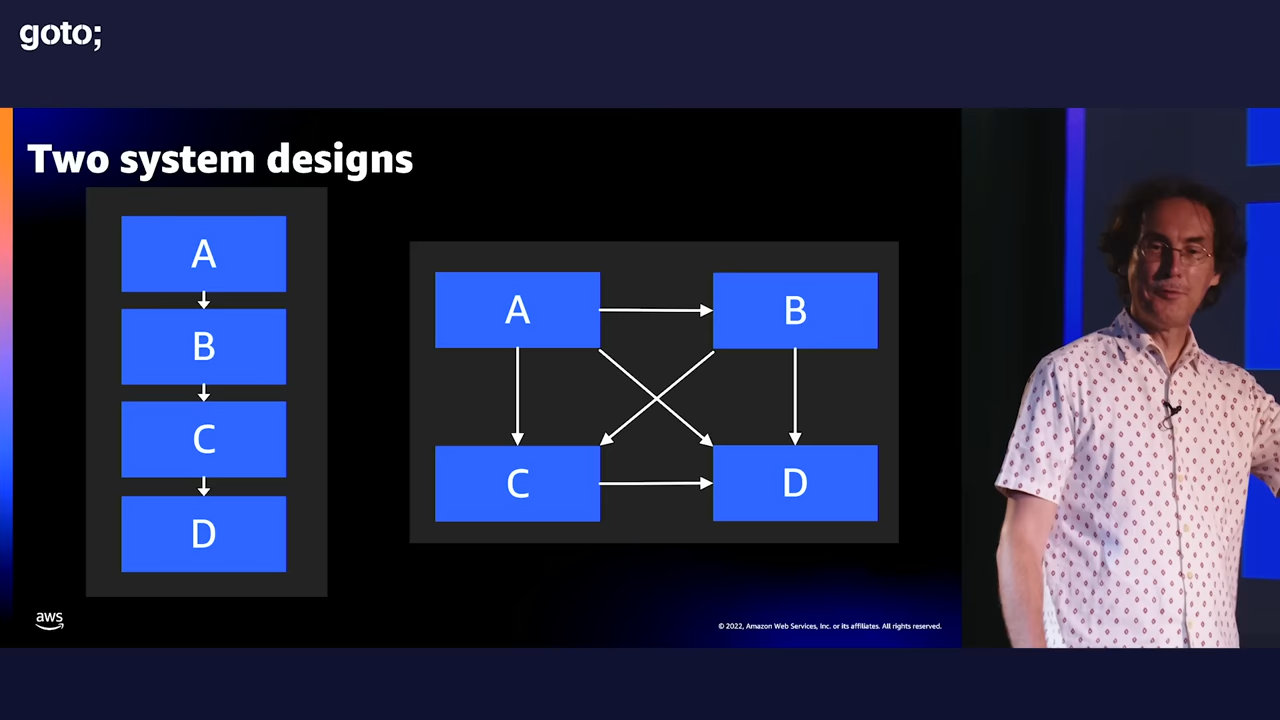 goto;
Two system designs
A
B
C
D
A
B
C
D
aws
© 2022, Amazon Web Services, Inc. or its affiliates. All rights reserved.